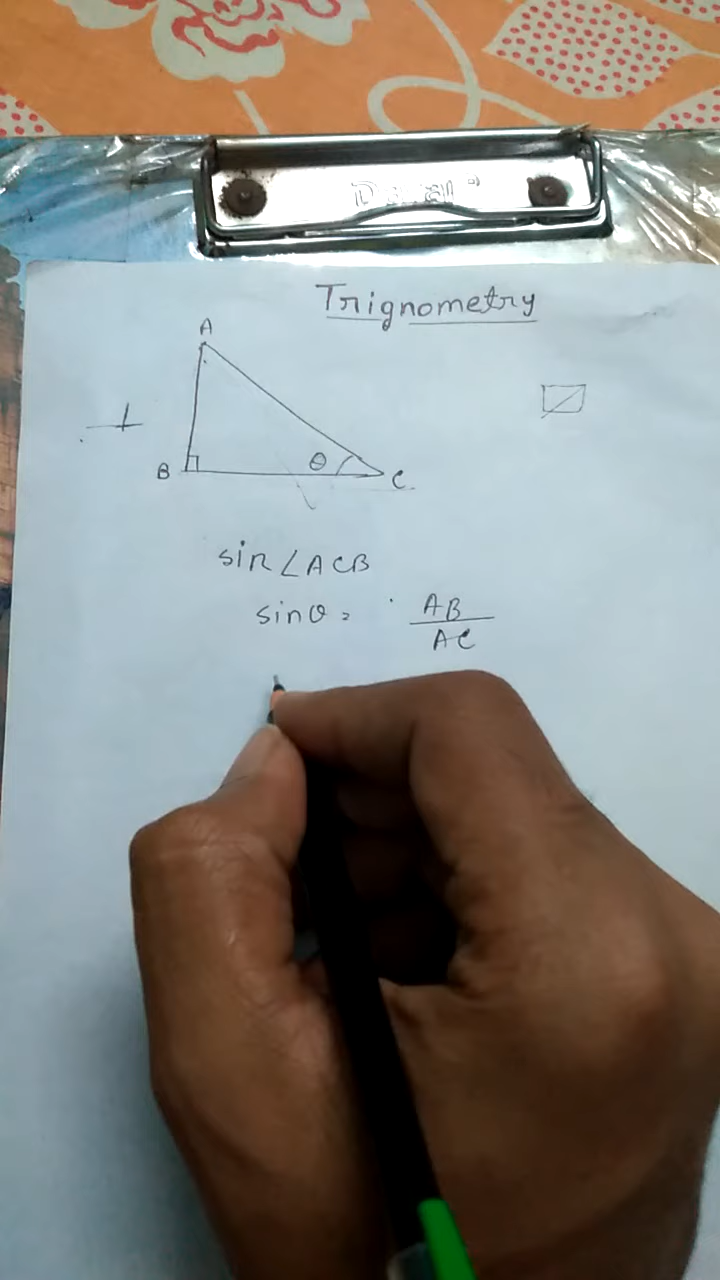 Trignometry
A
B
θ
C
sin ∠ACB
sinθ = AB
AC